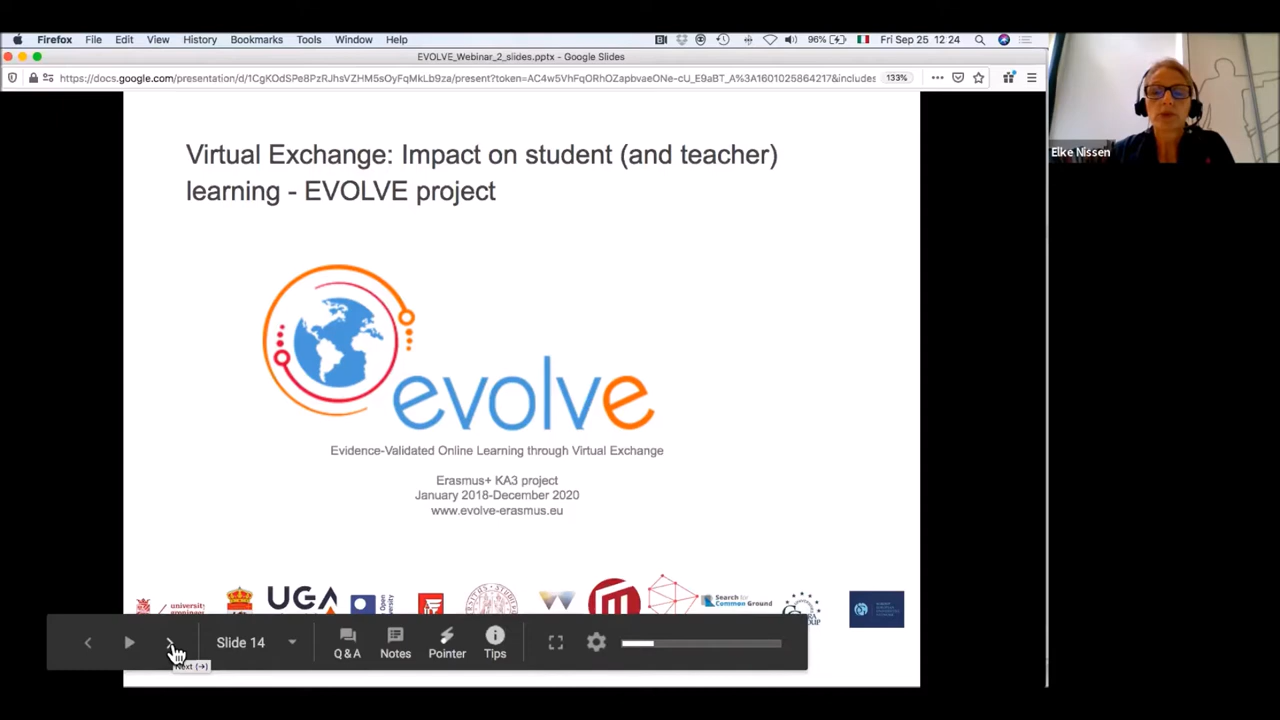 Firefox File Edit View History Bookmarks Tools Window Help 96% Fri Sep 25 12 24
EVOLVE_Webinar_2_slides.pptx - Google Slides
133%
Elke Nissen
Virtual Exchange: Impact on student (and teacher)
learning - EVOLVE project
evolve
Evidence-Validated Online Learning through Virtual Exchange
Erasmus+ KA3 project
January 2018-December 2020
www.evolve-erasmus.eu
UGA
Search for
Common Ground
Slide 14
Q&A Notes Pointer Tips